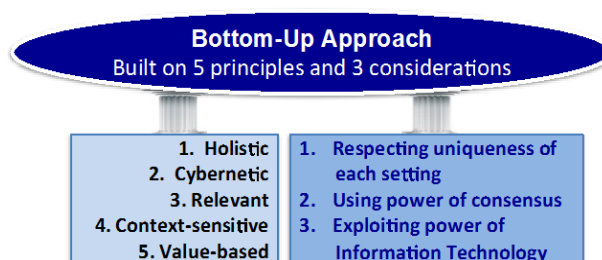 Bottom-Up Approach
Built on 5 principles and 3 considerations
1. Holistic
2. Cybernetic
3. Relevant
4. Context-sensitive
5. Value-based
1. Respecting uniqueness of
each setting
2. Using power of consensus
3. Exploiting power of
Information Technology